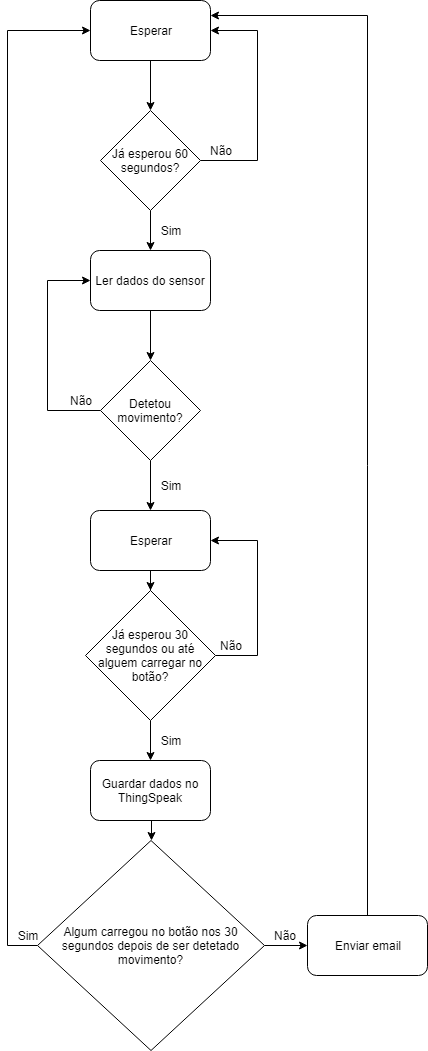 Esperar
Já esperou 60
segundos?
Não
Sim
Ler dados do sensor
Não
Detetou
movimento?
Sim
Esperar
Já esperou 30
segundos ou até
alguem carregar no
botão?
Não
Sim
Guardar dados no
ThingSpeak
Sim
Algum carregou no botão nos 30
segundos depois de ser detetado
movimento?
Não
Enviar email